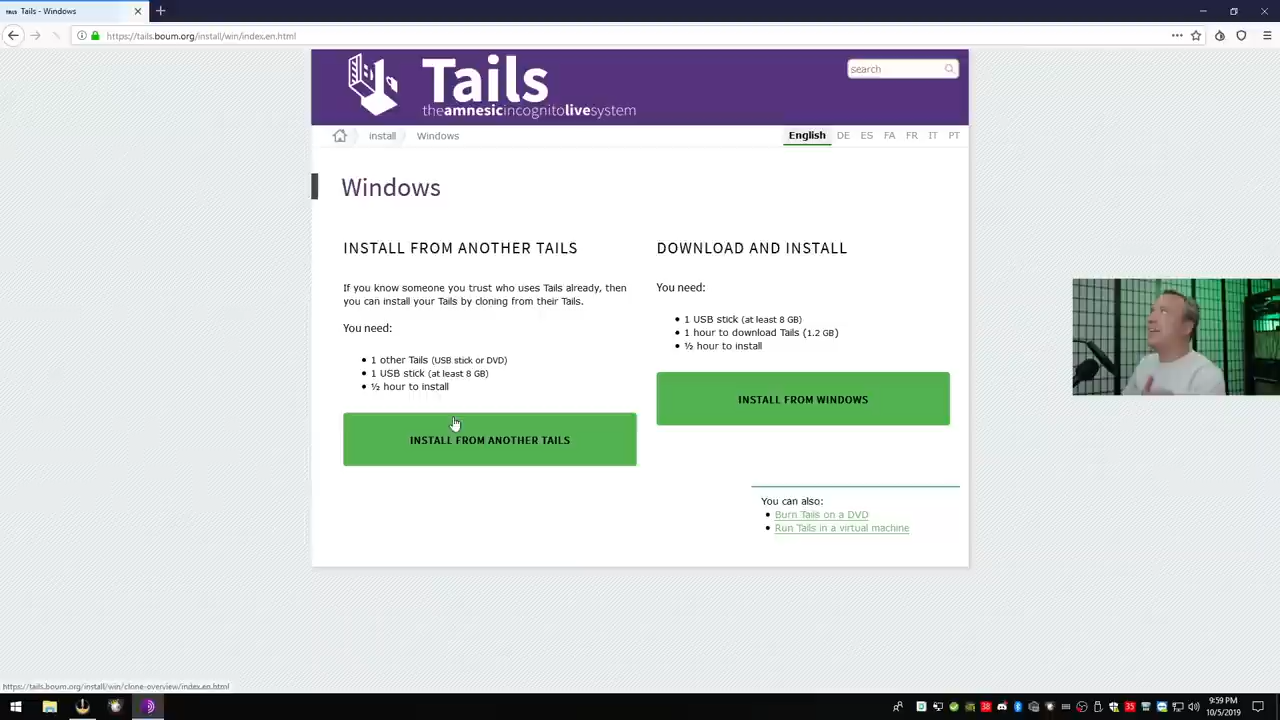 Tails - Windows
https://tails.boum.org/install/win/index.en.html
Tails
theamnesicincognitolivesystem
search
install
Windows
English DE ES FA FR IT PT
Windows
INSTALL FROM ANOTHER TAILS
If you know someone you trust who uses Tails already, then
you can install your Tails by cloning from their Tails.
You need:
1 other Tails (USB stick or DVD)
1 USB stick (at least 8 GB)
½ hour to install
INSTALL FROM ANOTHER TAILS
DOWNLOAD AND INSTALL
You need:
1 USB stick (at least 8 GB)
1 hour to download Tails (1.2 GB)
½ hour to install
INSTALL FROM WINDOWS
You can also:
Burn Tails on a DVD
Run Tails in a virtual machine
https://tails.boum.org/install/win/clone-overview/index.en.html
38
35
9:59 PM
10/5/2019